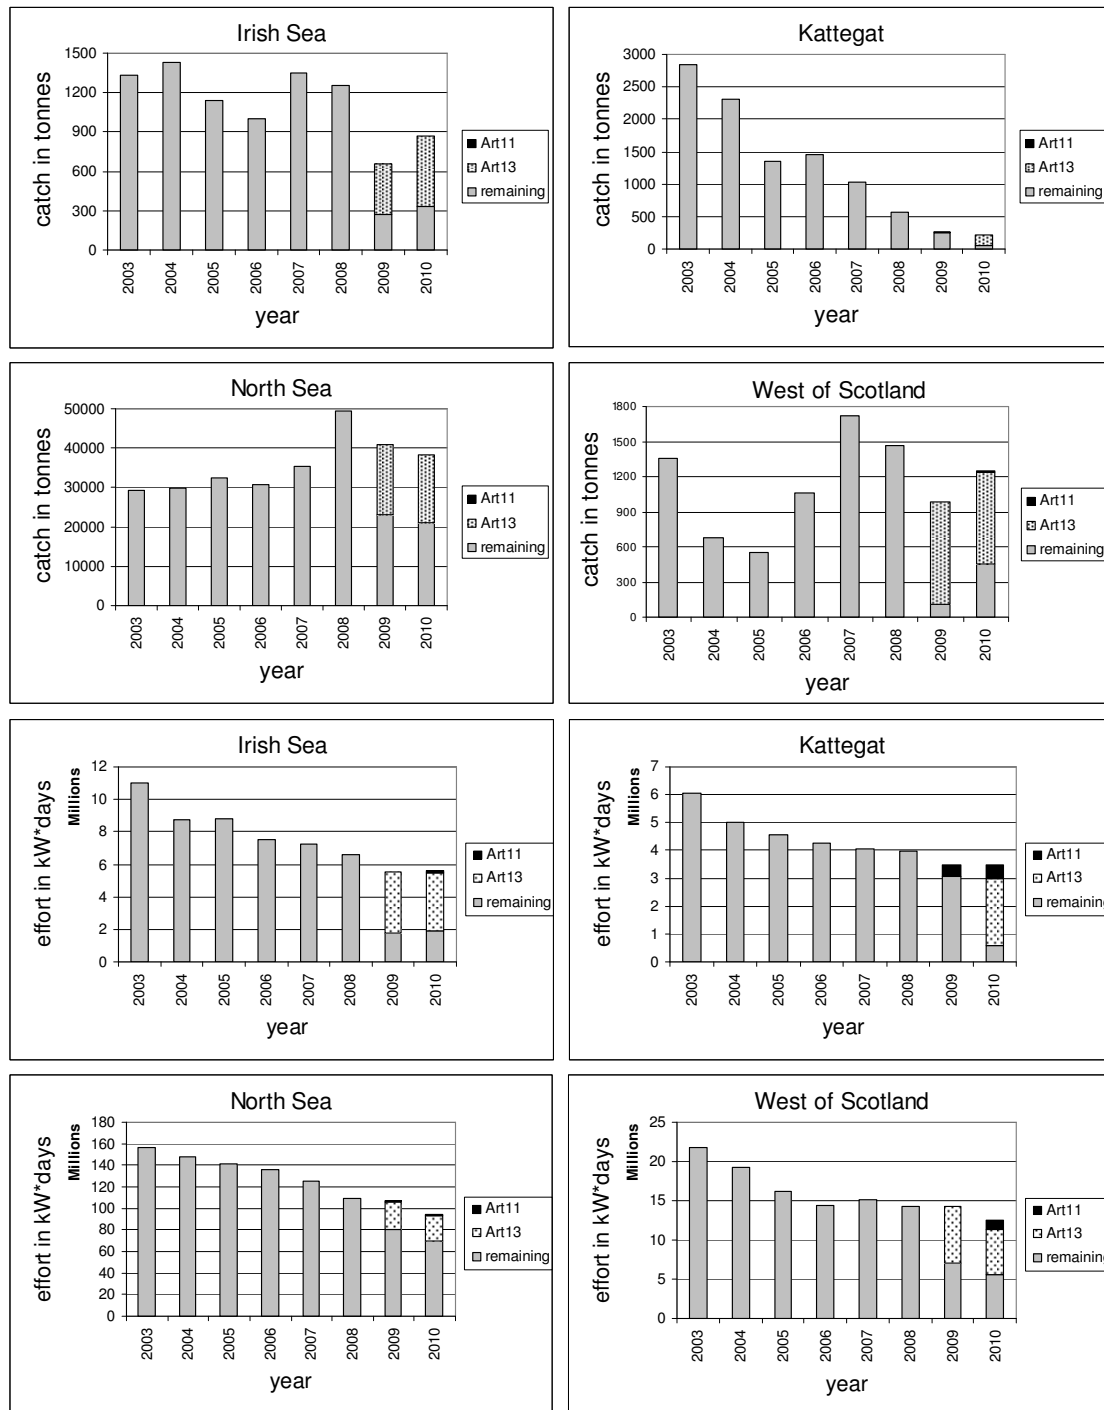 Irish Sea
1500
1200
900
600
300
0
catch in tonnes
2003
2004
2005
2006
2007
2008
2009
2010
year
Art11
Art13
remaining
Kattegat
3000
2500
2000
1500
1000
500
0
catch in tonnes
2003
2004
2005
2006
2007
2008
2009
2010
year
Art11
Art13
remaining
North Sea
50000
40000
30000
20000
10000
0
catch in tonnes
2003
2004
2005
2006
2007
2008
2009
2010
year
Art11
Art13
remaining
West of Scotland
1800
1500
1200
900
600
300
0
catch in tonnes
2003
2004
2005
2006
2007
2008
2009
2010
year
Art11
Art13
remaining
Irish Sea
12
10
8
6
4
2
0
effort in kW*days
Millions
2003
2004
2005
2006
2007
2008
2009
2010
year
Art11
Art13
remaining
Kattegat
7
6
5
4
3
2
1
0
effort in kW*days
Millions
2003
2004
2005
2006
2007
2008
2009
2010
year
Art11
Art13
remaining
North Sea
180
160
140
120
100
80
60
40
20
0
effort in kW*days
Millions
2003
2004
2005
2006
2007
2008
2009
2010
year
Art11
Art13
remaining
West of Scotland
25
20
15
10
5
0
effort in kW*days
Millions
2003
2004
2005
2006
2007
2008
2009
2010
year
Art11
Art13
remaining